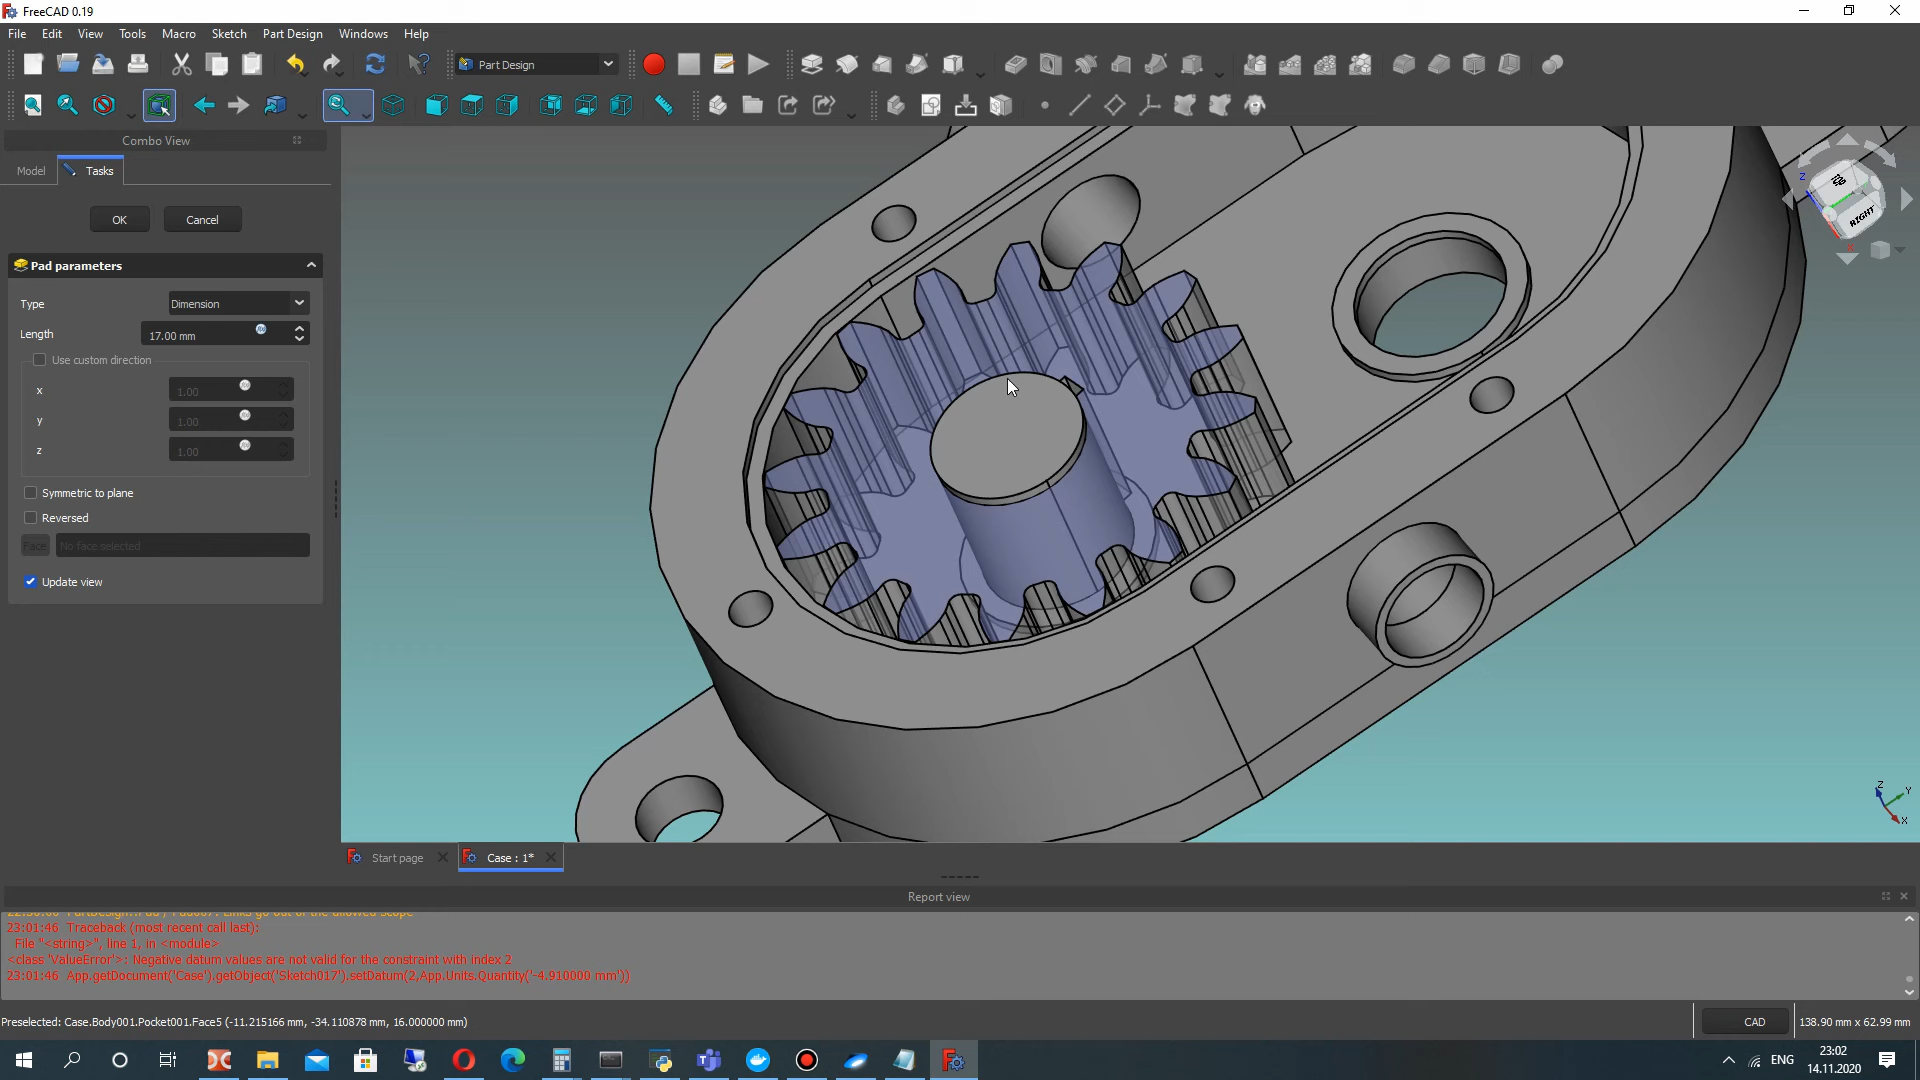 FreeCAD 0.19
File Edit View Tools Macro Sketch Part Design Windows Help
Part Design
Combo View
Model Tasks
OK Cancel
Pad parameters
Type Dimension
Length 17.00 mm
Use custom direction
x 1.00
y 1.00
z 1.00
Symmetric to plane
Reversed
Face No face selected
Update view
Z
RIGHT
X
Z
Y
X
Start page Case : 1*
Report view
23:01:46 Traceback (most recent call last):
File "<string>", line 1, in <module>
<class 'ValueError'>: Negative datum values are not valid for the constraint with index 2
23:01:46 App.getDocument('Case').getObject('Sketch017').setDatum(2,App.Units.Quantity('-4.910000 mm'))
Preselected: Case.Body001.Pocket001.Face5 (-11.215166 mm, -34.110878 mm, 16.000000 mm)
CAD 138.90 mm x 62.99 mm
ENG 23:02
14.11.2020